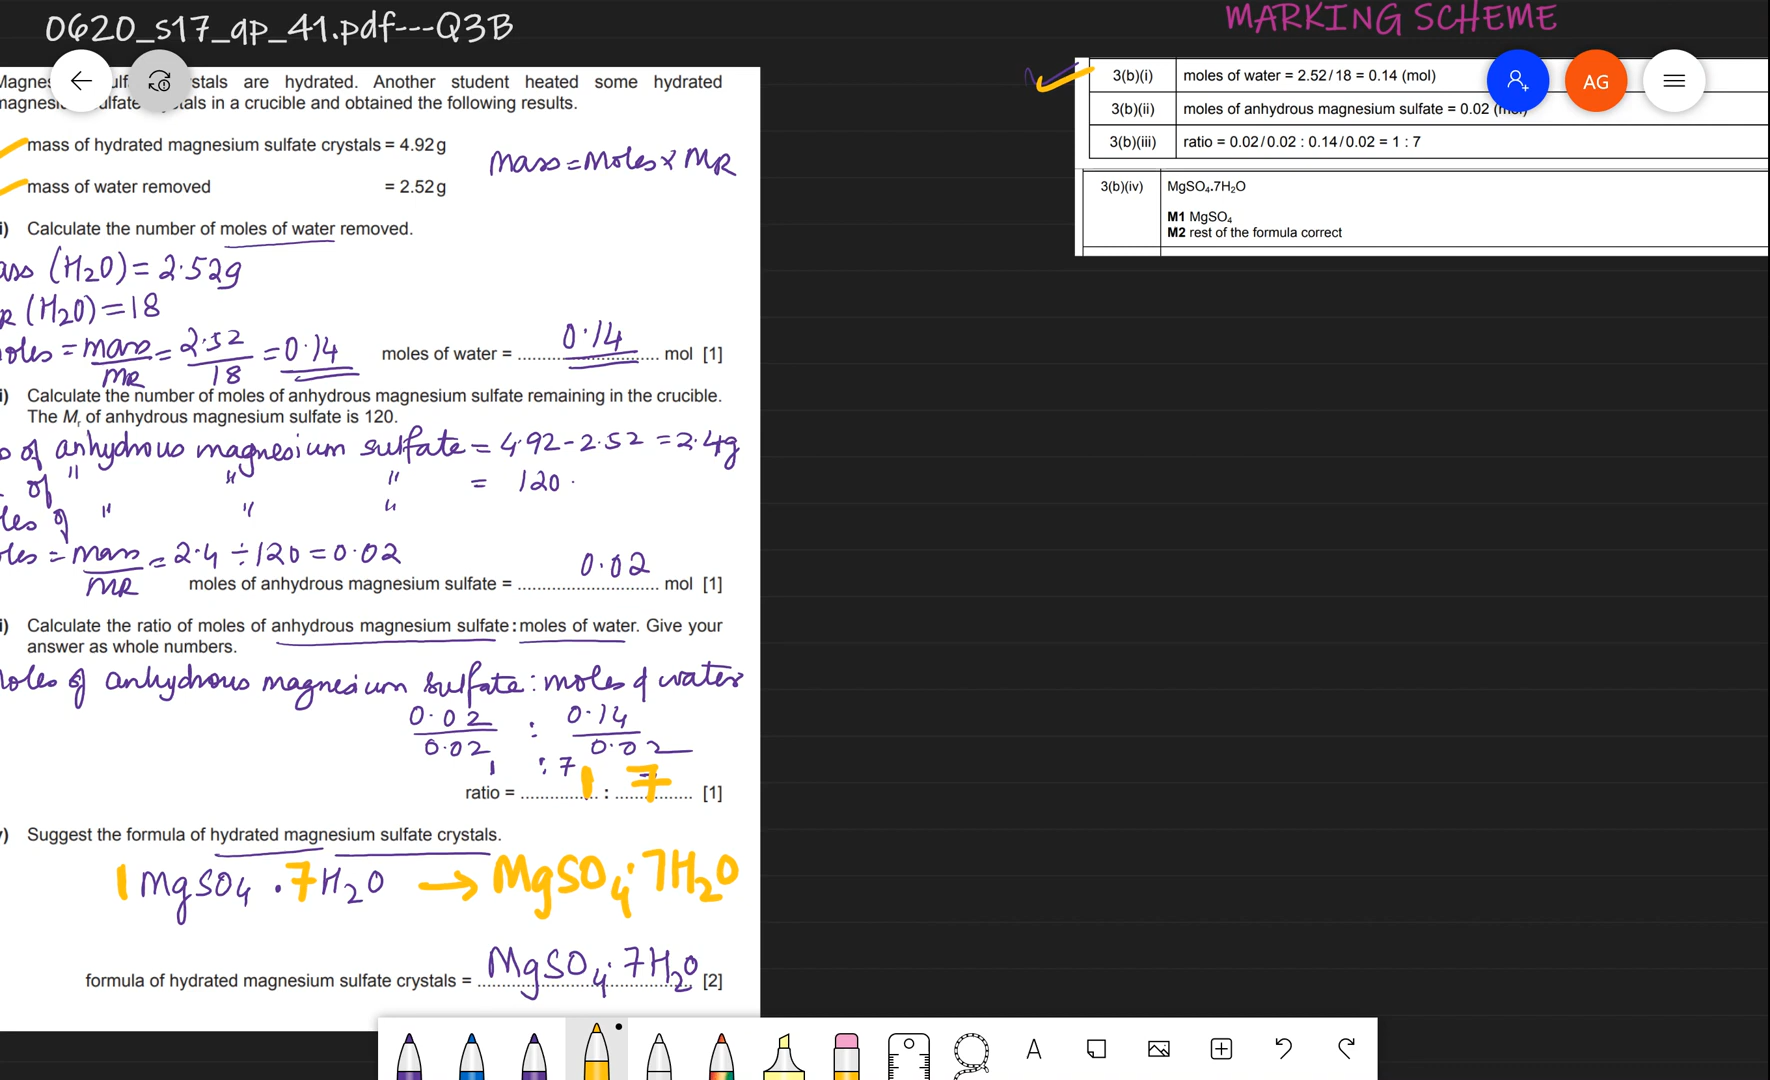 0620_s17_qp_41.pdf---Q3B
MARKING SCHEME
stals are hydrated. Another student heated some hydrated
als in a crucible and obtained the following results.
mass of hydrated magnesium sulfate crystals = 4.92g
mass = moles × MR
mass of water removed = 2.52g
i) Calculate the number of moles of water removed.
ass (H2O) = 2.52g
R (H2O) = 18
oles = mass/MR = 2.52/18 = 0.14
moles of water = .......... 0.14 .......... mol [1]
i) Calculate the number of moles of anhydrous magnesium sulfate remaining in the crucible.
The Mr of anhydrous magnesium sulfate is 120.
s of anhydrous magnesium sulfate = 4.92 - 2.52 = 2.4g
of " " " = 120.
les of " " "
les = mass/MR = 2.4 ÷ 120 = 0.02
moles of anhydrous magnesium sulfate = .......... 0.02 .......... mol [1]
i) Calculate the ratio of moles of anhydrous magnesium sulfate : moles of water. Give your
answer as whole numbers.
oles of anhydrous magnesium sulfate : moles of water
0.02/0.02 : 0.14/0.02
1 : 7
ratio = .......... 1 : 7 .......... [1]
) Suggest the formula of hydrated magnesium sulfate crystals.
1 MgSO4 . 7 H2O → MgSO4.7H2O
formula of hydrated magnesium sulfate crystals = MgSO4.7H2O [2]
3(b)(i) moles of water = 2.52/18 = 0.14 (mol)
3(b)(ii) moles of anhydrous magnesium sulfate = 0.02
3(b)(iii) ratio = 0.02/0.02 : 0.14/0.02 = 1 : 7
3(b)(iv) MgSO4.7H2O
M1 MgSO4
M2 rest of the formula correct
AG
A